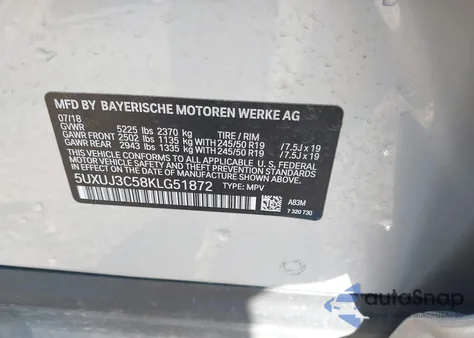 MFD BY BAYERISCHE MOTOREN WERKE AG
07/18
GVWR 5225 lbs 2370 kg TIRE / RIM
GAWR FRONT 2502 lbs 1135 kg WITH 245/50 R19 /7.5J x 19
GAWR REAR 2943 lbs 1335 kg WITH 245/50 R19 /7.5J x 19
THIS VEHICLE CONFORMS TO ALL APPLICABLE U. S. FEDERAL
MOTOR VEHICLE SAFETY, BUMPER, AND THEFT PREVENTION
STANDARDS IN EFFECT ON THE DATE OF MANUFACTURE SHOWN ABOVE.
5UXUJ3C58KLG51872 TYPE: MPV
A83M
7 320 730
autoSnap